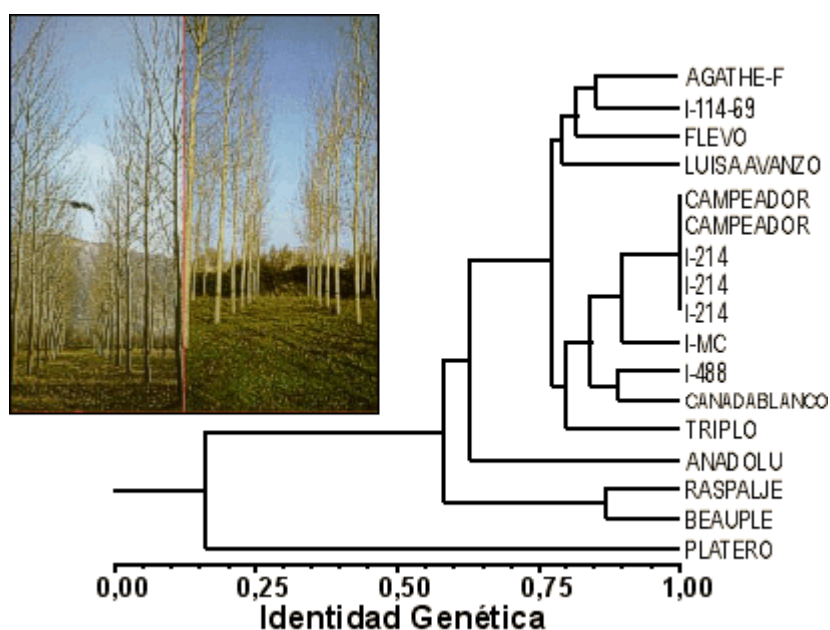 AGATHE-F
I-114-69
FLEVO
LUISAAVANZO
CAMPEADOR
CAMPEADOR
I-214
I-214
I-214
I-MC
I-488
CANADABLANCO
TRIPLO
ANADOLU
RASPALJE
BEAUPLE
PLATERO
0,00 0,25 0,50 0,75 1,00
Identidad Genética